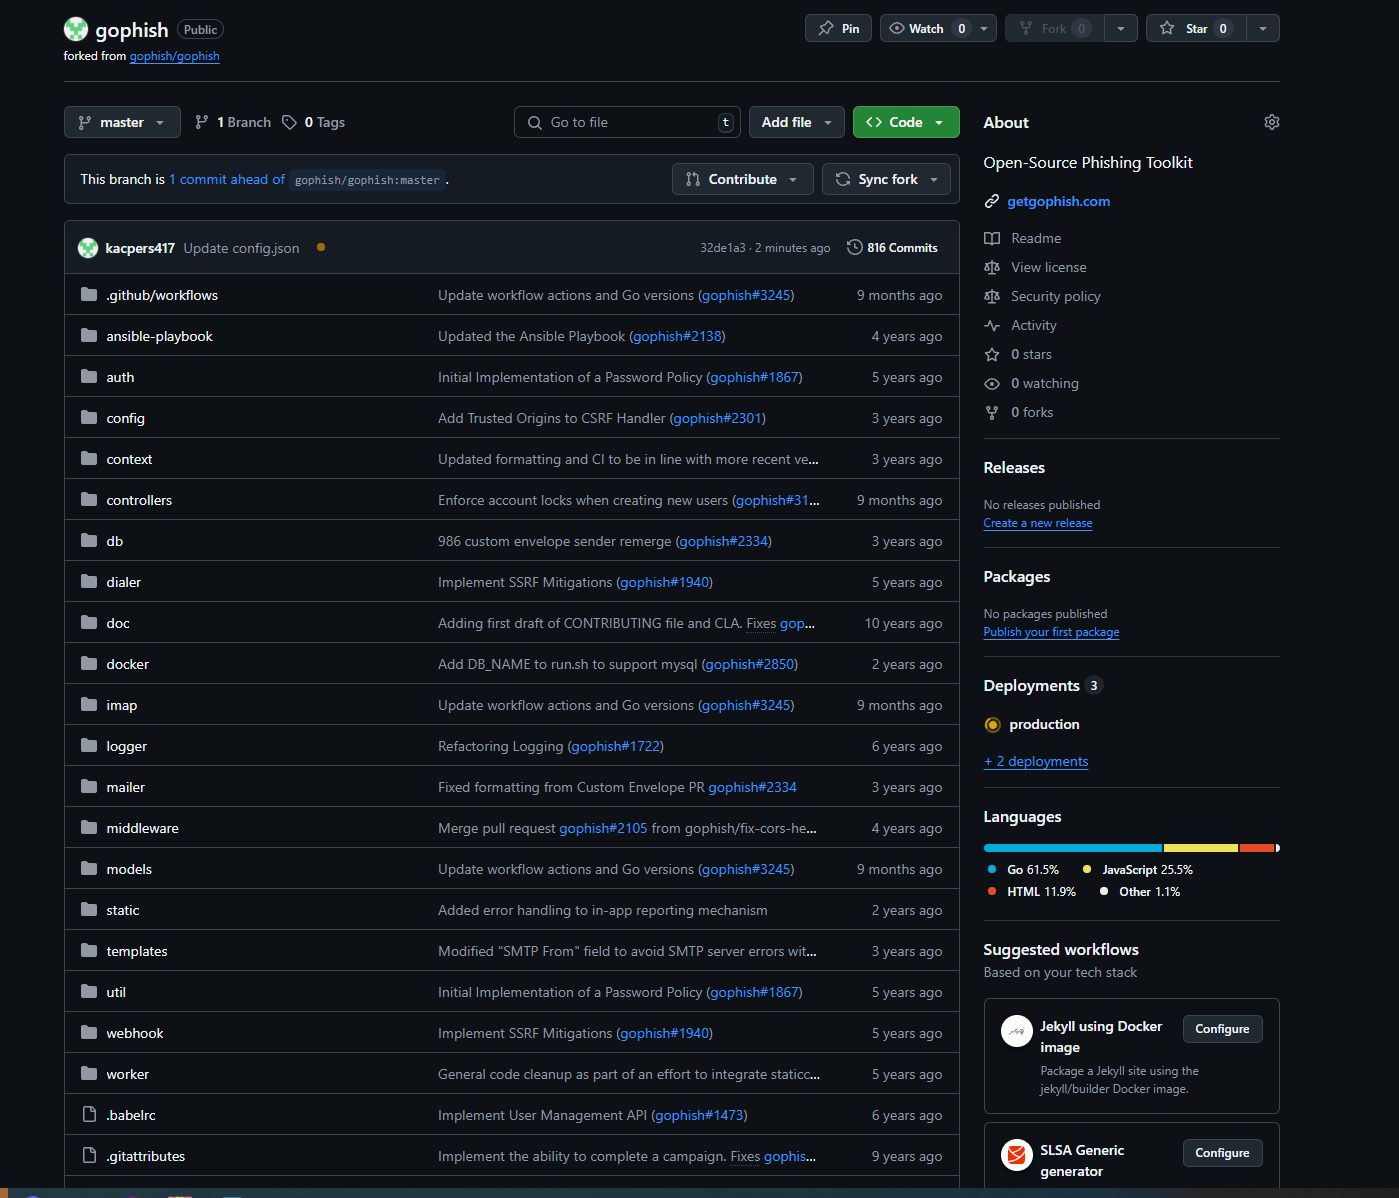 gophish Public
Pin
Watch 0
Fork 0
Star 0
forked from gophish/gophish
master
1 Branch
0 Tags
Go to file
t
Add file
Code
This branch is 1 commit ahead of gophish/gophish:master.
Contribute
Sync fork
kacpers417 Update config.json
32de1a3 · 2 minutes ago
816 Commits
.github/workflows Update workflow actions and Go versions (gophish#3245) 9 months ago
ansible-playbook Updated the Ansible Playbook (gophish#2138) 4 years ago
auth Initial Implementation of a Password Policy (gophish#1867) 5 years ago
config Add Trusted Origins to CSRF Handler (gophish#2301) 3 years ago
context Updated formatting and CI to be in line with more recent ve... 3 years ago
controllers Enforce account locks when creating new users (gophish#31... 9 months ago
db 986 custom envelope sender remerge (gophish#2334) 3 years ago
dialer Implement SSRF Mitigations (gophish#1940) 5 years ago
doc Adding first draft of CONTRIBUTING file and CLA. Fixes gop... 10 years ago
docker Add DB_NAME to run.sh to support mysql (gophish#2850) 2 years ago
imap Update workflow actions and Go versions (gophish#3245) 9 months ago
logger Refactoring Logging (gophish#1722) 6 years ago
mailer Fixed formatting from Custom Envelope PR gophish#2334 3 years ago
middleware Merge pull request gophish#2105 from gophish/fix-cors-he... 4 years ago
models Update workflow actions and Go versions (gophish#3245) 9 months ago
static Added error handling to in-app reporting mechanism 2 years ago
templates Modified "SMTP From" field to avoid SMTP server errors wit... 3 years ago
util Initial Implementation of a Password Policy (gophish#1867) 5 years ago
webhook Implement SSRF Mitigations (gophish#1940) 5 years ago
worker General code cleanup as part of an effort to integrate staticc... 5 years ago
.babelrc Implement User Management API (gophish#1473) 6 years ago
.gitattributes Implement the ability to complete a campaign. Fixes gophis... 9 years ago
About
Open-Source Phishing Toolkit
getgophish.com
Readme
View license
Security policy
Activity
0 stars
0 watching
0 forks
Releases
No releases published
Create a new release
Packages
No packages published
Publish your first package
Deployments 3
production
+ 2 deployments
Languages
Go 61.5%
JavaScript 25.5%
HTML 11.9%
Other 1.1%
Suggested workflows
Based on your tech stack
Jekyll using Docker
image
Configure
Package a Jekyll site using the
jekyll/builder Docker image.
SLSA Generic
generator
Configure